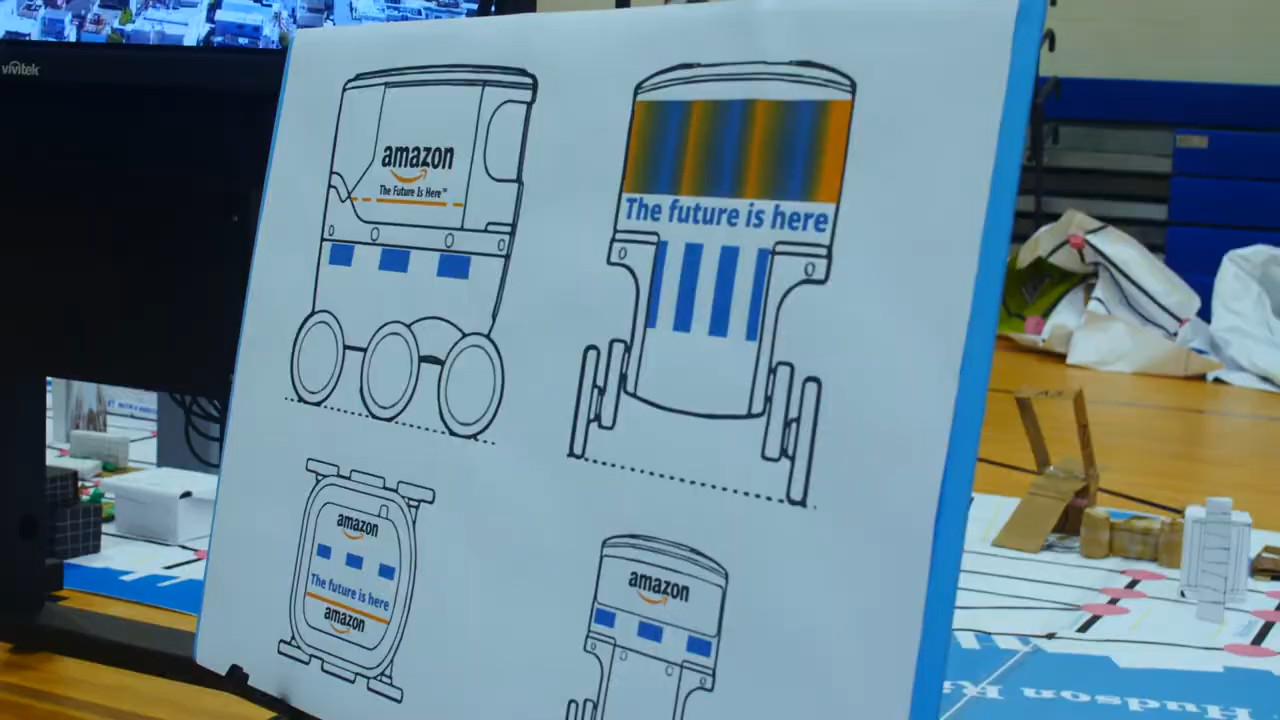 vivitek
amazon
The Future Is Here™
The future is here
amazon
The future is here
amazon
amazon
Hudson